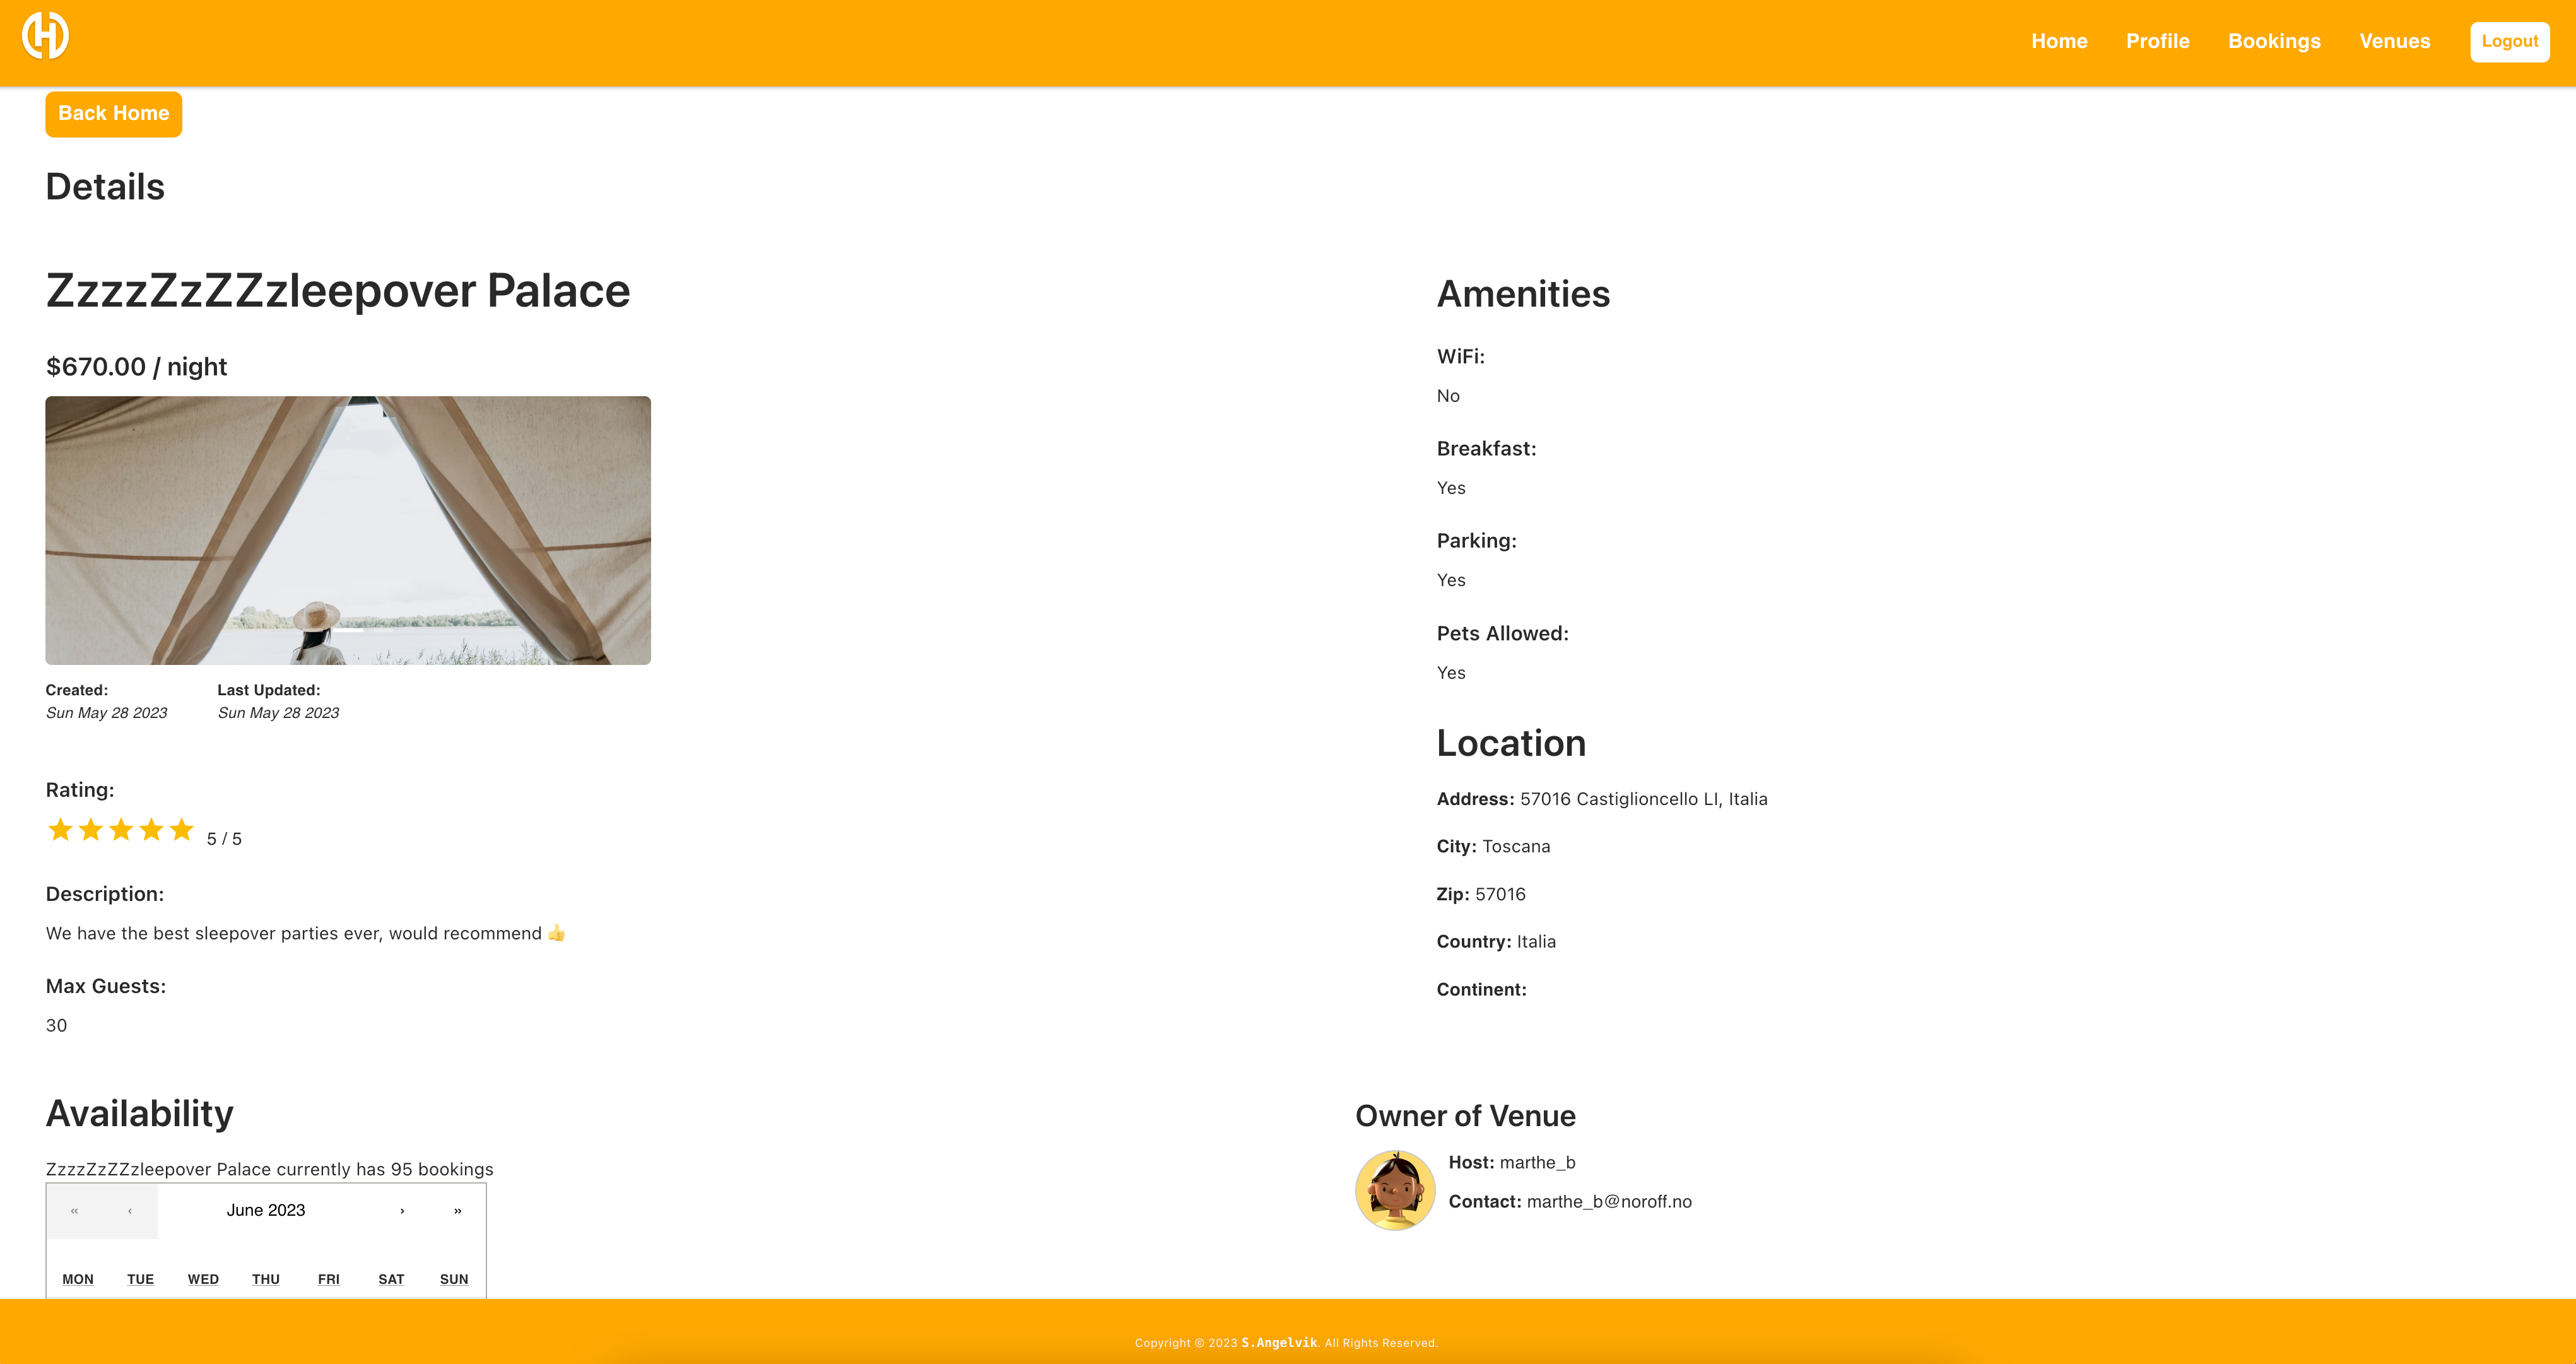 Home Profile Bookings Venues Logout
Back Home
Details
ZzzzZzZZzleepover Palace
$670.00 / night
Created: Last Updated:
Sun May 28 2023 Sun May 28 2023
Rating:
5 / 5
Description:
We have the best sleepover parties ever, would recommend 👍
Max Guests:
30
Amenities
WiFi:
No
Breakfast:
Yes
Parking:
Yes
Pets Allowed:
Yes
Location
Address: 57016 Castiglioncello LI, Italia
City: Toscana
Zip: 57016
Country: Italia
Continent:
Availability
ZzzzZzZZzleepover Palace currently has 95 bookings
« ‹ June 2023 › »
MON TUE WED THU FRI SAT SUN
Owner of Venue
Host: marthe_b
Contact: marthe_b@noroff.no
Copyright © 2023 S.Angelvik. All Rights Reserved.